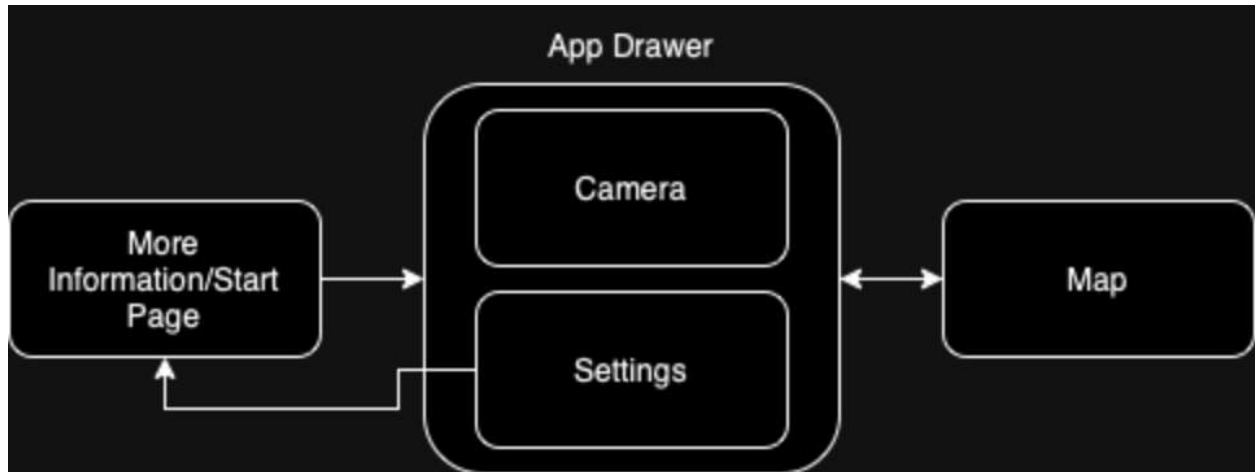 App Drawer
Camera
More
Information/Start
Page
Map
Settings